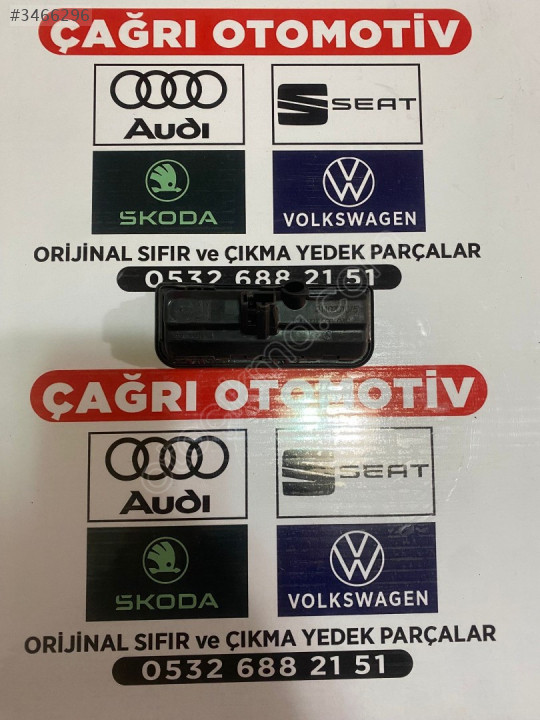 #3466296
ÇAĞRI OTOMOTİV
Audi
SEAT
ŠKODA
VOLKSWAGEN
ORİJİNAL SIFIR ve ÇIKMA YEDEK PARÇALAR
0532 688 21 51
ÇAĞRI OTOMOTİV
Audi
SEAT
ŠKODA
VOLKSWAGEN
ORİJİNAL SIFIR ve ÇIKMA YEDEK PARÇALAR
0532 688 21 51